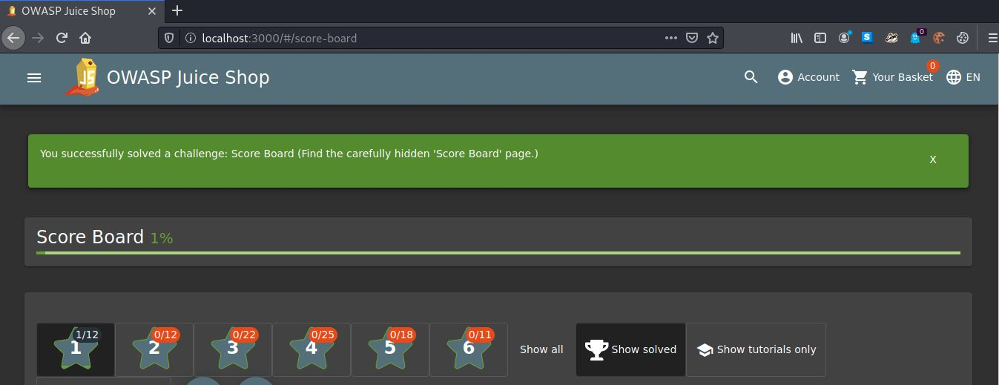 OWASP Juice Shop
localhost:3000/#/score-board
S
0
JS
OWASP Juice Shop
Account
Your Basket
0
EN
You successfully solved a challenge: Score Board (Find the carefully hidden 'Score Board' page.)
X
Score Board 1%
1/12
1
0/12
2
0/22
3
0/25
4
0/18
5
0/11
6
Show all
Show solved
Show tutorials only